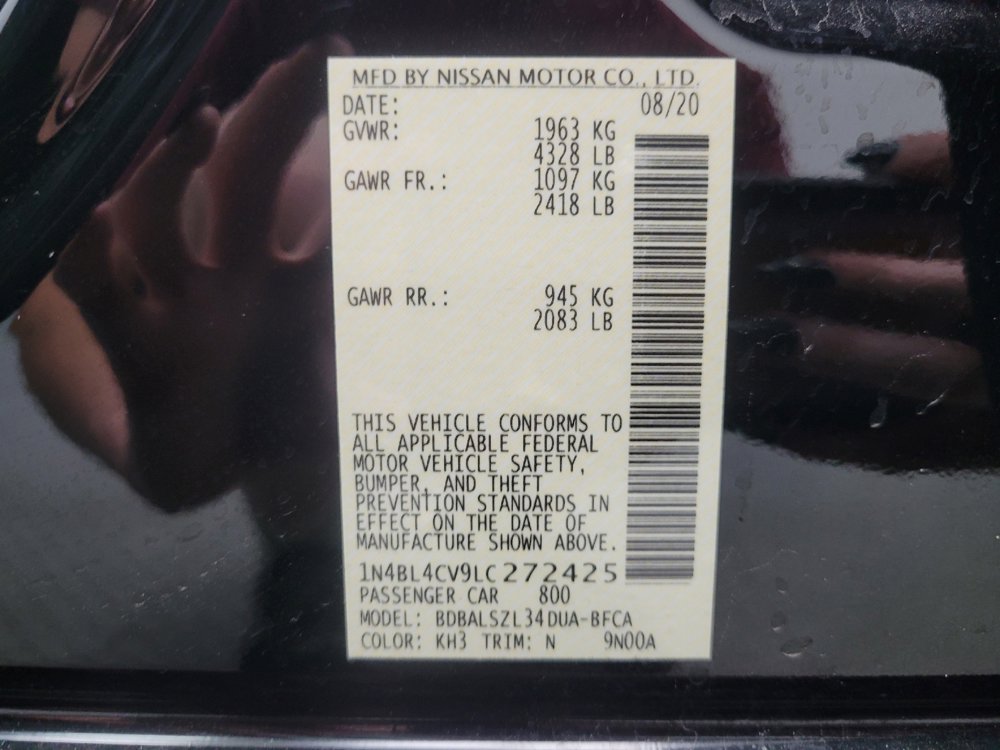 MFD BY NISSAN MOTOR CO., LTD.
DATE: 08/20
GVWR: 1963 KG
4328 LB
GAWR FR.: 1097 KG
2418 LB
GAWR RR.: 945 KG
2083 LB
THIS VEHICLE CONFORMS TO
ALL APPLICABLE FEDERAL
MOTOR VEHICLE SAFETY,
BUMPER, AND THEFT
PREVENTION STANDARDS IN
EFFECT ON THE DATE OF
MANUFACTURE SHOWN ABOVE.
1N4BL4CV9LC272425
PASSENGER CAR 800
MODEL: BDBALSZL34DUA-BFCA
COLOR: KH3 TRIM: N 9N00A